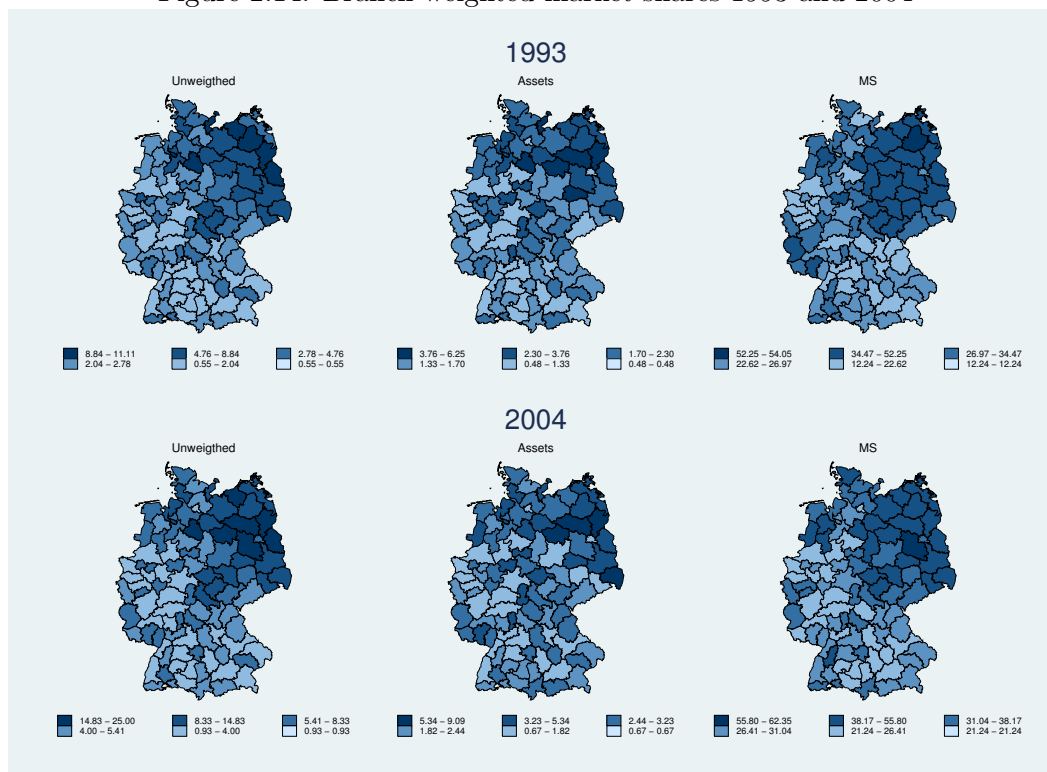 1993
Unweigthed Assets MS
8.84 – 11.11 4.76 – 8.84 2.78 – 4.76 3.76 – 6.25 2.30 – 3.76 1.70 – 2.30 52.25 – 54.05 34.47 – 52.25 26.97 – 34.47
2.04 – 2.78 0.55 – 2.04 0.55 – 0.55 1.33 – 1.70 0.48 – 1.33 0.48 – 0.48 22.62 – 26.97 12.24 – 22.62 12.24 – 12.24
2004
Unweigthed Assets MS
14.83 – 25.00 8.33 – 14.83 5.41 – 8.33 5.34 – 9.09 3.23 – 5.34 2.44 – 3.23 55.80 – 62.35 38.17 – 55.80 31.04 – 38.17
4.00 – 5.41 0.93 – 4.00 0.93 – 0.93 1.82 – 2.44 0.67 – 1.82 0.67 – 0.67 26.41 – 31.04 21.24 – 26.41 21.24 – 21.24